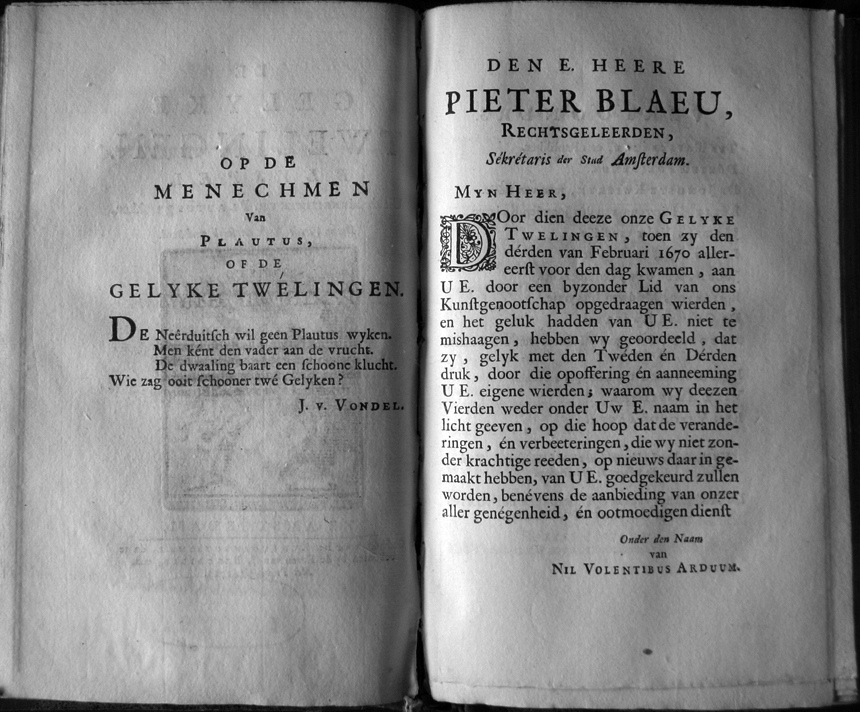 OP DE
MENECHMEN
Van
PLAUTUS,
OF DE
GELYKE TWÉLINGEN.
DE Neêrduitſch wil geen Plautus wyken.
Men ként den vader aan de vrucht.
De dwaaling baart een ſchoone klucht.
Wie zag ooit ſchooner twé Gelyken?
J. v. VONDEL.
DEN E. HEERE
PIETER BLAEU,
RECHTSGELEERDEN,
Sékrétaris der Stad Amſterdam.
MYN HEER,
DOor dien deeze onze GELYKE
TWELINGEN, toen zy den
dérden van Februari 1670 aller-
eerſt voor den dag kwamen, aan
U E. door een byzonder Lid van ons
Kunſtgenootſchap opgedraagen wierden,
en het geluk hadden van U E. niet te
mishaagen, hebben wy geoordeeld, dat
zy, gelyk met den Twéden én Dérden
druk, door die opoffering én aanneeming
U E. eigene wierden; waarom wy deezen
Vierden weder onder Uw E. naam in het
licht geeven, op die hoop dat de verande-
ringen, én verbeeteringen, die wy niet zon-
der krachtige reeden, op nieuws daar in ge-
maakt hebben, van U E. goedgekeurd zullen
worden, benévens de aanbieding van onzer
aller genégenheid, én ootmoedigen dienſt
Onder den Naam
van
NIL VOLENTIBUS ARDUUM.